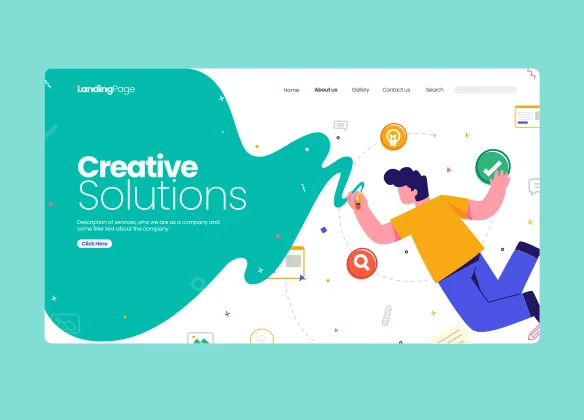 LandingPage
Home
About us
Gallery
Contact us
Search
Creative
Solutions
Description of services, who we are as a company and
some filler text about the company
Click Here